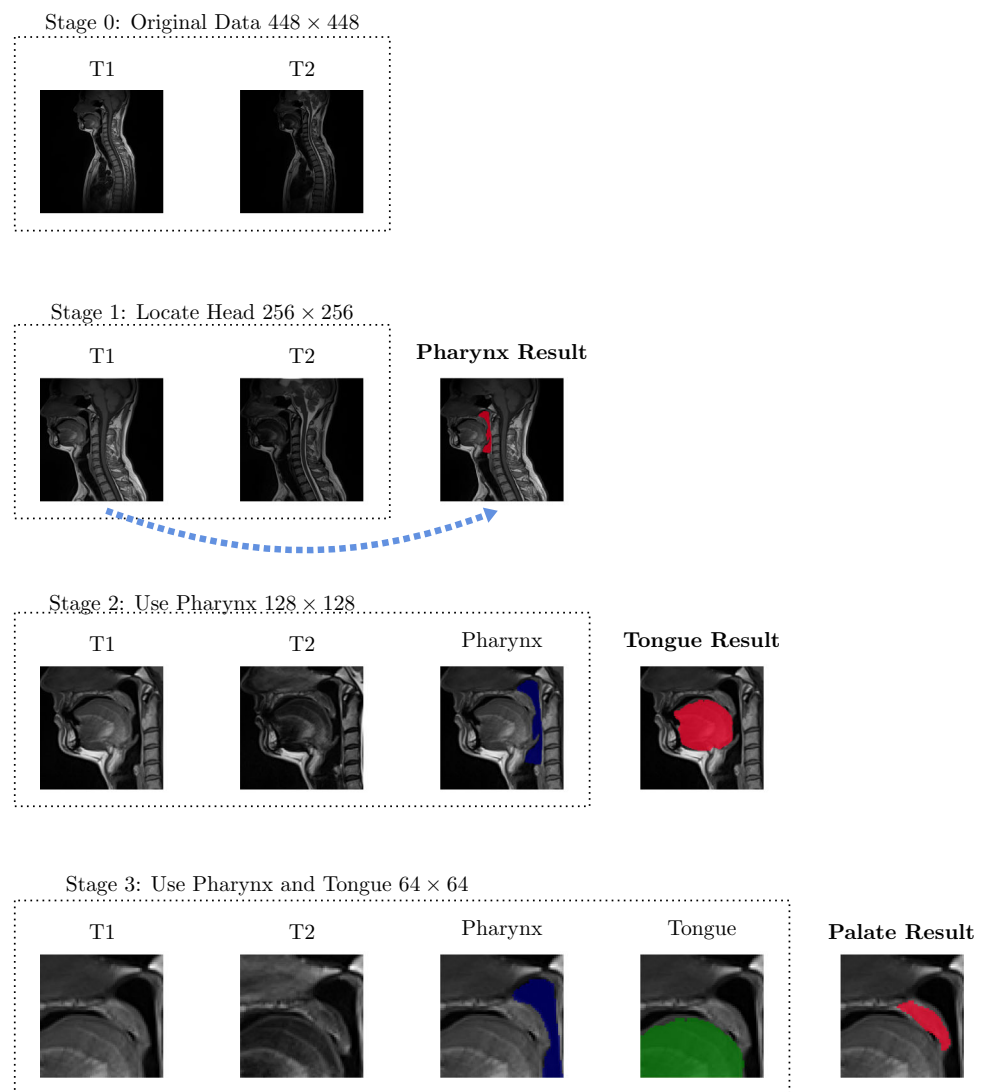 Stage 0: Original Data 448 × 448
T1 T2
Stage 1: Locate Head 256 × 256
T1 T2 Pharynx Result
Stage 2: Use Pharynx 128 × 128
T1 T2 Pharynx Tongue Result
Stage 3: Use Pharynx and Tongue 64 × 64
T1 T2 Pharynx Tongue Palate Result